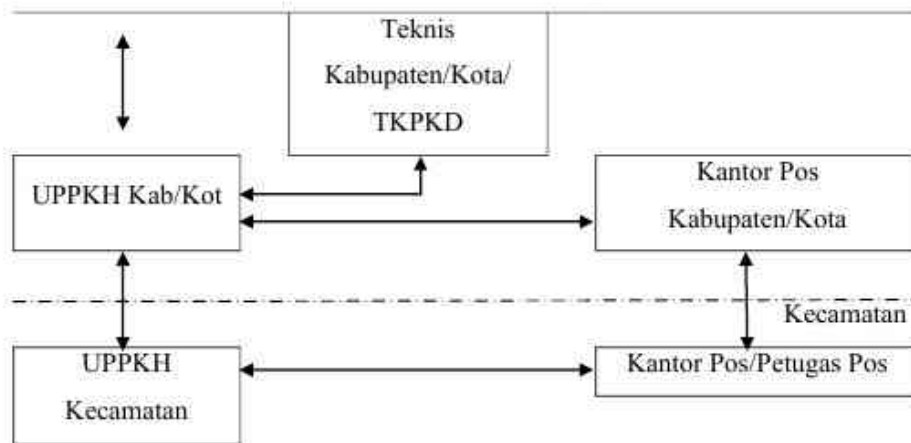 Teknis
Kabupaten/Kota/
TKPKD
UPPKH Kab/Kot
Kantor Pos
Kabupaten/Kota
Kecamatan
UPPKH
Kecamatan
Kantor Pos/Petugas Pos